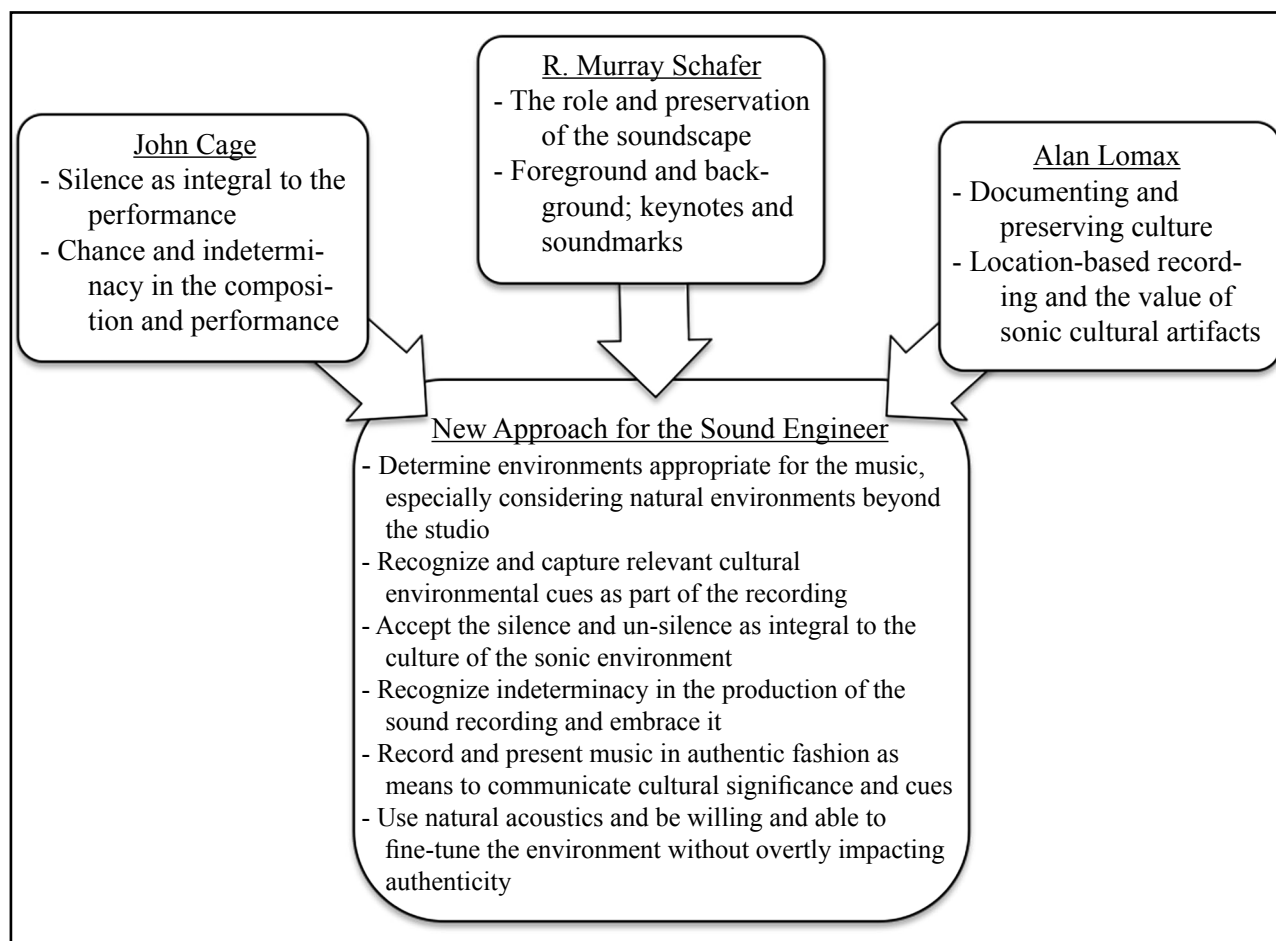 John Cage
- Silence as integral to the
performance
- Chance and indetermi-
nacy in the composi-
tion and performance
R. Murray Schafer
- The role and preservation
of the soundscape
- Foreground and back-
ground; keynotes and
soundmarks
Alan Lomax
- Documenting and
preserving culture
- Location-based record-
ing and the value of
sonic cultural artifacts
New Approach for the Sound Engineer
- Determine environments appropriate for the music,
especially considering natural environments beyond
the studio
- Recognize and capture relevant cultural
environmental cues as part of the recording
- Accept the silence and un-silence as integral to the
culture of the sonic environment
- Recognize indeterminacy in the production of the
sound recording and embrace it
- Record and present music in authentic fashion as
means to communicate cultural significance and cues
- Use natural acoustics and be willing and able to
fine-tune the environment without overtly impacting
authenticity